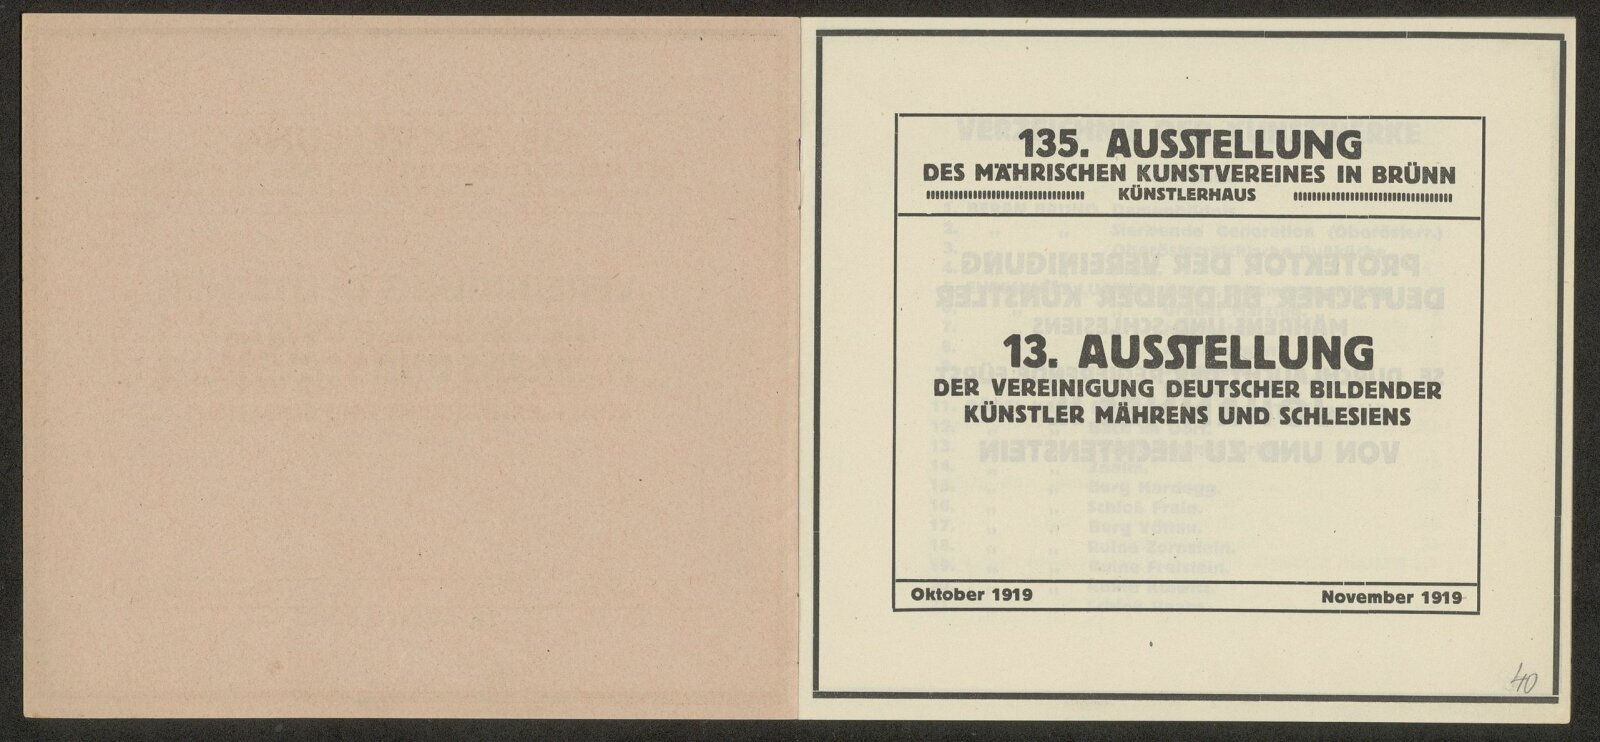 135. AUSSTELLUNG
DES MÄHRISCHEN KUNSTVEREINES IN BRÜNN
KÜNSTLERHAUS
13. AUSSTELLUNG
DER VEREINIGUNG DEUTSCHER BILDENDER
KÜNSTLER MÄHRENS UND SCHLESIENS
Oktober 1919
November 1919
40